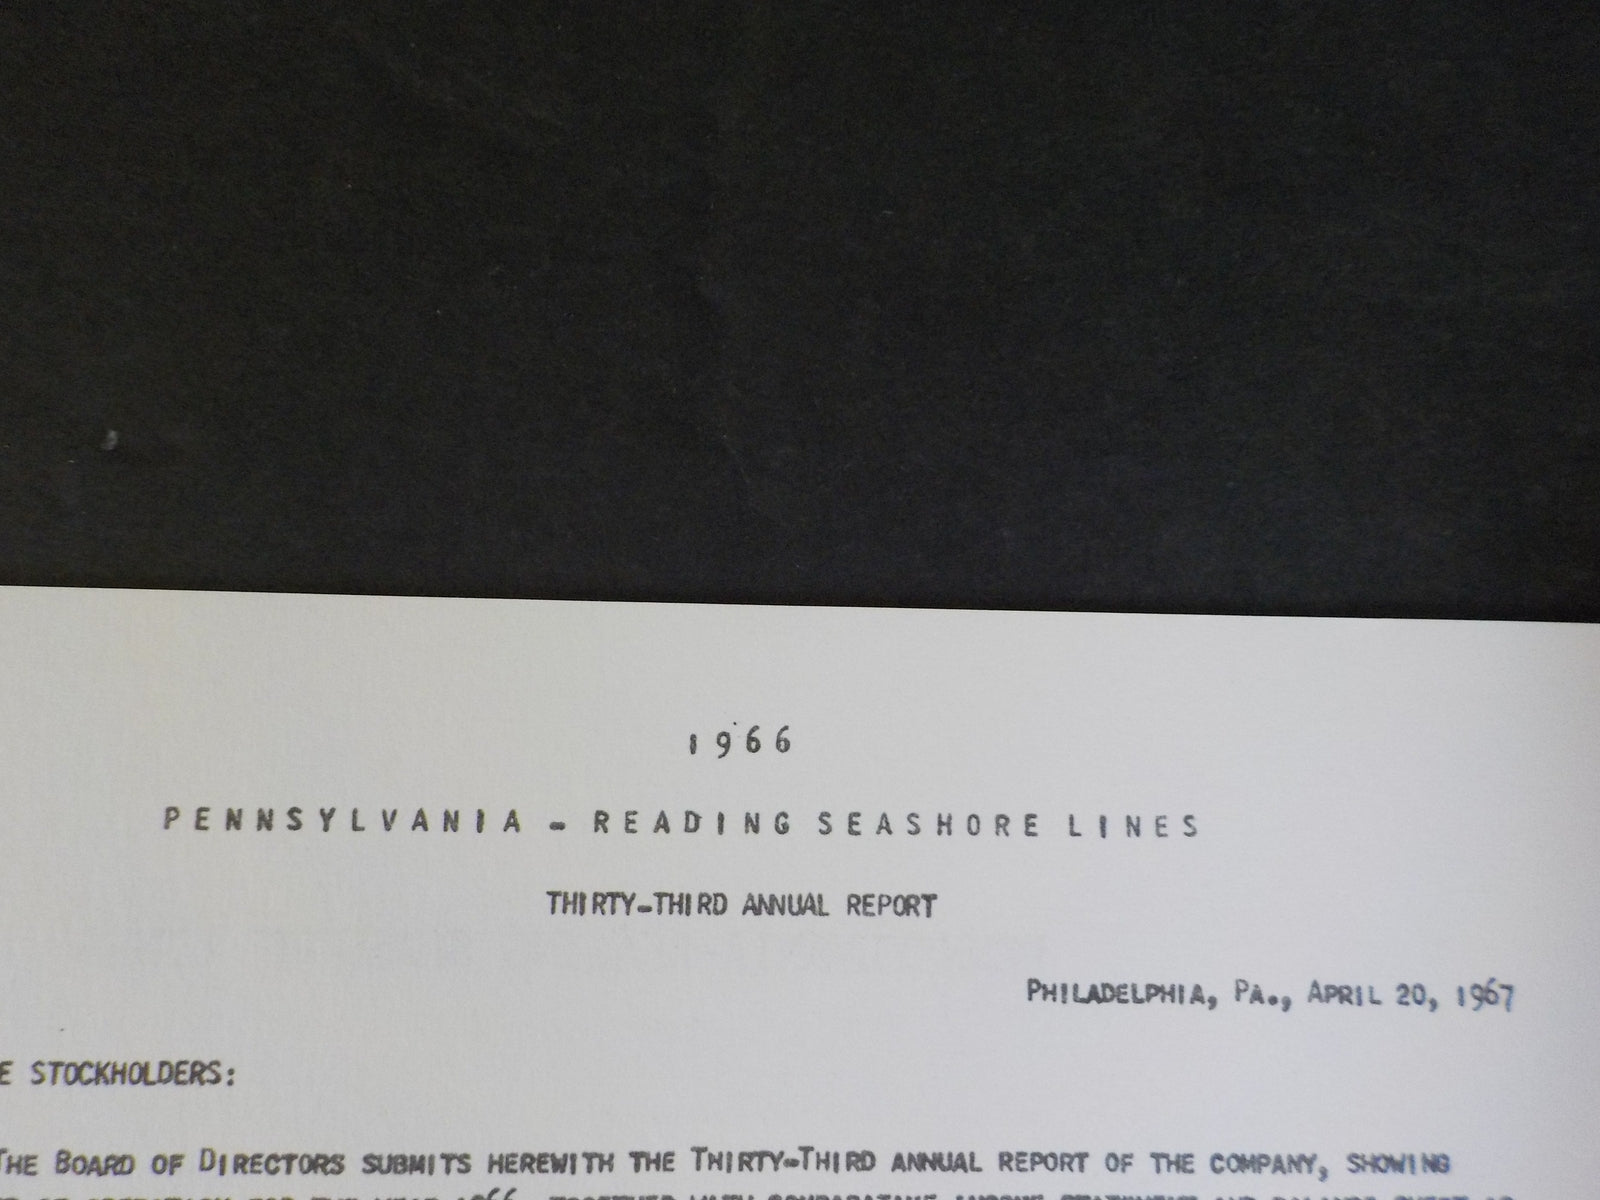 1966
PENNSYLVANIA - READING SEASHORE LINES
THIRTY-THIRD ANNUAL REPORT
PHILADELPHIA, PA., APRIL 20, 1967
E STOCKHOLDERS:
THE BOARD OF DIRECTORS SUBMITS HEREWITH THE THIRTY-THIRD ANNUAL REPORT OF THE COMPANY, SHOWING